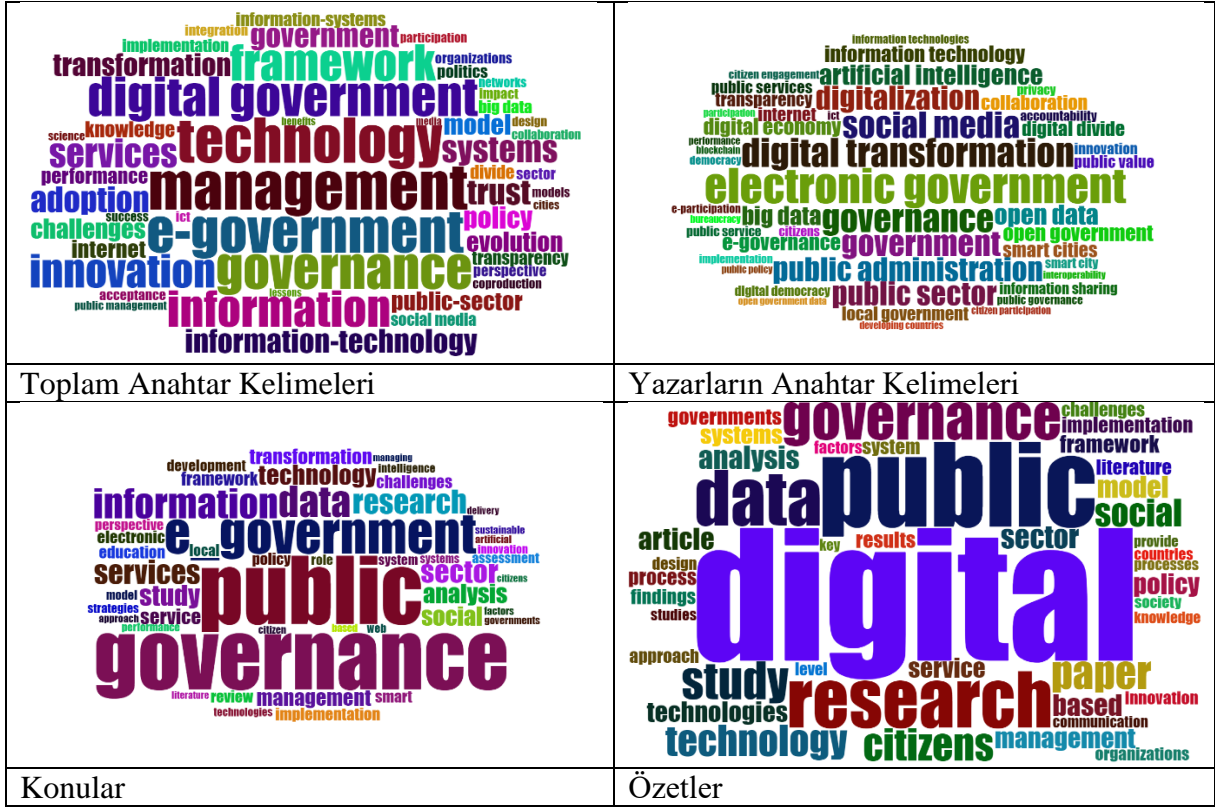 information-systems
integration government participation
implementation framework organizations
transformation politics
networks
digital government impact
big data
benefits media design
science knowledge technology model collaboration
services systems
performance divide sector
management trust models
adoption cities
success ict policy
challenges e-government
internet evolution
transparency
innovation governance perspective
coproduction
acceptance lessons
public management information public-sector
social media
information-technology
Toplam Anahtar Kelimeleri
information technologies
information technology
citizen engagement artificial intelligence
public services privacy
transparency digitalization collaboration
participation internet ict accountability
digital economy social media digital divide
performance
blockchain digital transformation innovation
democracy public value
electronic government
e-participation big data governance open data
bureaucracy
public service citizens open government
e-governance government smart cities
implementation smart city
public policy public administration interoperability
digital democracy public sector information sharing
open government data public governance
local government citizen participation
developing countries
Yazarların Anahtar Kelimeleri
transformation managing
development technology intelligence
framework challenges
information data research delivery
perspective e_government sustainable
electronic artificial
education local innovation
policy role system systems assessment
services public sector citizens
model study analysis
strategies
approach service social factors
governments
performance citizen based web
governance
literature review management smart
technologies implementation
Konular
governments governance challenges
systems implementation
factors system framework
analysis public literature
data model
social
article key results sector provide
design countries
process digital processes
findings policy
studies society
knowledge
approach
study level service paper
research based innovation
technologies communication
technology citizens management
organizations
Özetler